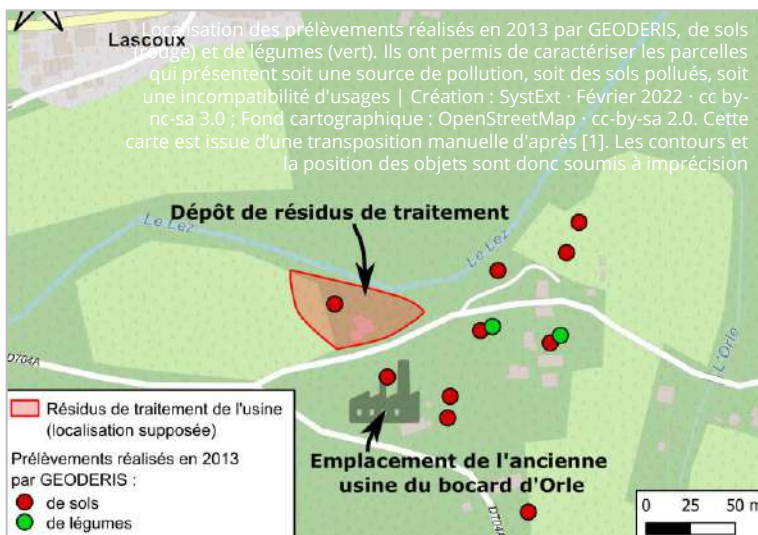 Localisation des prélèvements réalisés en 2013 par GEODERIS, de sols
(rouge) et de légumes (vert). Ils ont permis de caractériser les parcelles
qui présentent soit une source de pollution, soit des sols pollués, soit
une incompatibilité d'usages | Création : SystExt · Février 2022 · cc by-
nc-sa 3.0 ; Fond cartographique : OpenStreetMap · cc-by-sa 2.0. Cette
carte est issue d'une transposition manuelle d'après [1]. Les contours et
la position des objets sont donc soumis à imprécision
Lascoux
Dépôt de résidus de traitement
Le Lez
Le Lez
L'Orle
D704A
Emplacement de l'ancienne
usine du bocard d'Orle
D704A
Résidus de traitement de l'usine
(localisation supposée)
Prélèvements réalisés en 2013
par GEODERIS :
de sols
de légumes
0 25 50 m